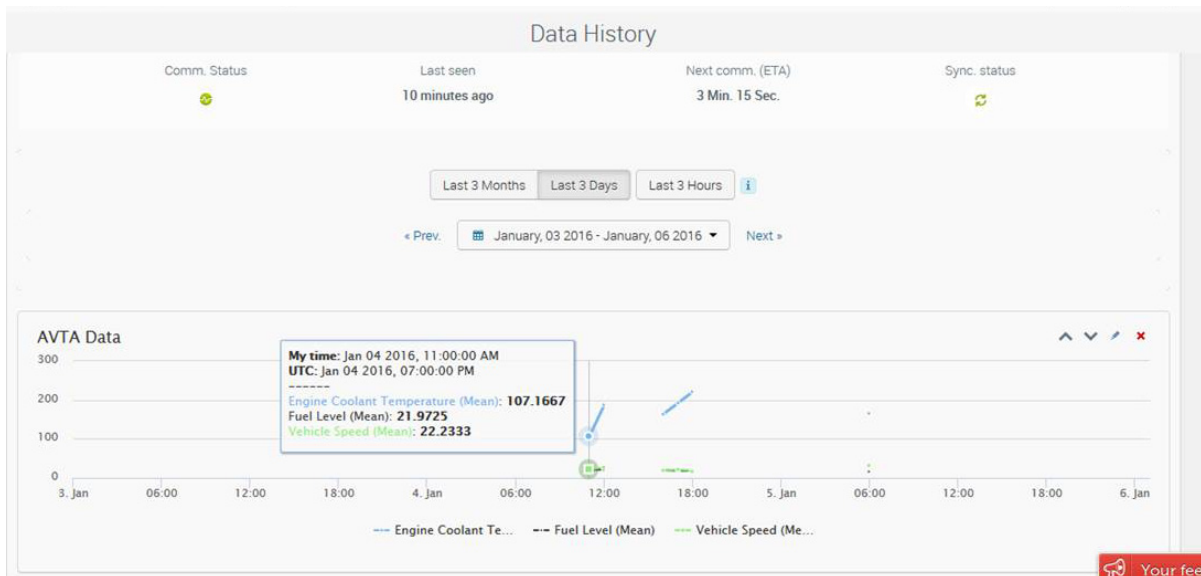 Data History
Comm. Status Last seen Next comm. (ETA) Sync. status
10 minutes ago 3 Min. 15 Sec.
Last 3 Months Last 3 Days Last 3 Hours i
« Prev. January, 03 2016 - January, 06 2016 Next »
AVTA Data
My time: Jan 04 2016, 11:00:00 AM
UTC: Jan 04 2016, 07:00:00 PM
------
Engine Coolant Temperature (Mean): 107.1667
Fuel Level (Mean): 21.9725
Vehicle Speed (Mean): 22.2333
300
200
100
0
3. Jan 06:00 12:00 18:00 4. Jan 06:00 12:00 18:00 5. Jan 06:00 12:00 18:00 6. Jan
Engine Coolant Te... Fuel Level (Mean) Vehicle Speed (Me...
Your fee